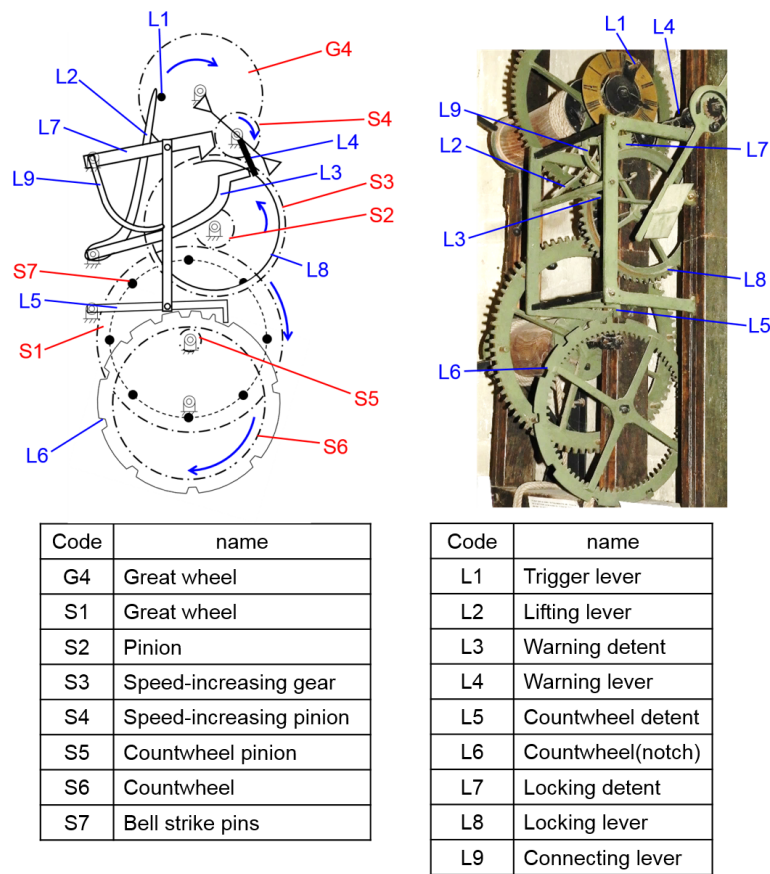 L1
G4
L2
S4
L7
L4
L9
L3
S3
S2
S7
L8
L5
S1
S5
L6
S6
L1
L4
L9
L7
L2
L3
L8
L5
L6
Code name
G4 Great wheel
S1 Great wheel
S2 Pinion
S3 Speed-increasing gear
S4 Speed-increasing pinion
S5 Countwheel pinion
S6 Countwheel
S7 Bell strike pins
Code name
L1 Trigger lever
L2 Lifting lever
L3 Warning detent
L4 Warning lever
L5 Countwheel detent
L6 Countwheel(notch)
L7 Locking detent
L8 Locking lever
L9 Connecting lever